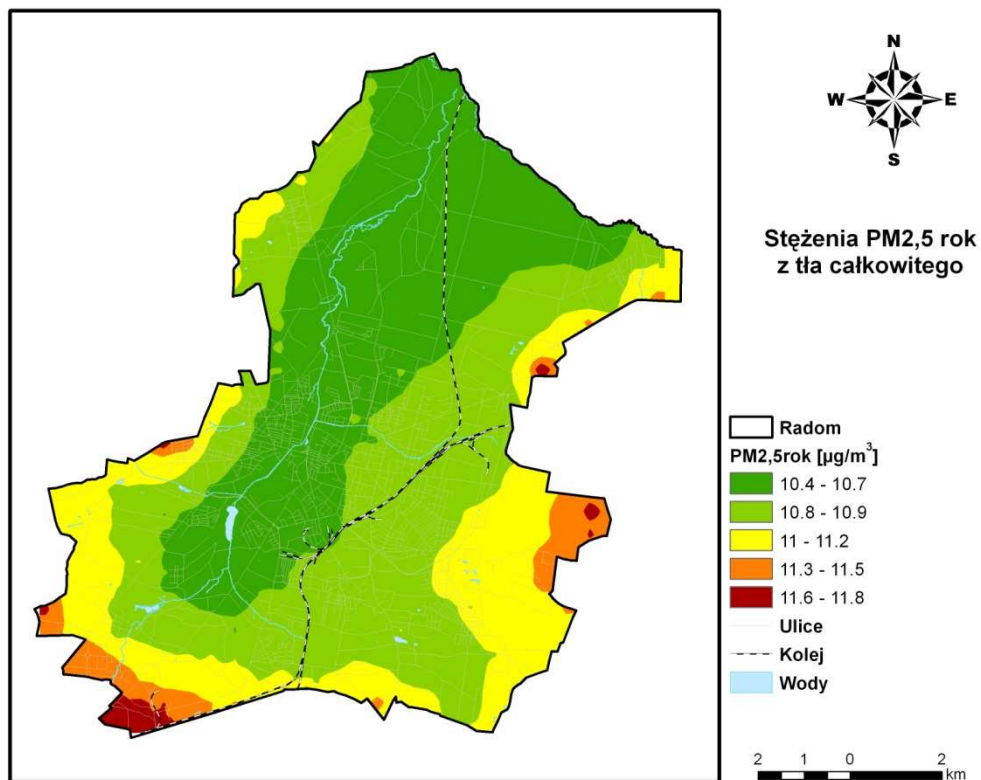 N
W E
S
Stężenia PM2,5 rok
z tła całkowitego
Radom
PM2,5rok [µg/m³]
10.4 - 10.7
10.8 - 10.9
11 - 11.2
11.3 - 11.5
11.6 - 11.8
Ulice
Kolej
Wody
2 1 0 2
km